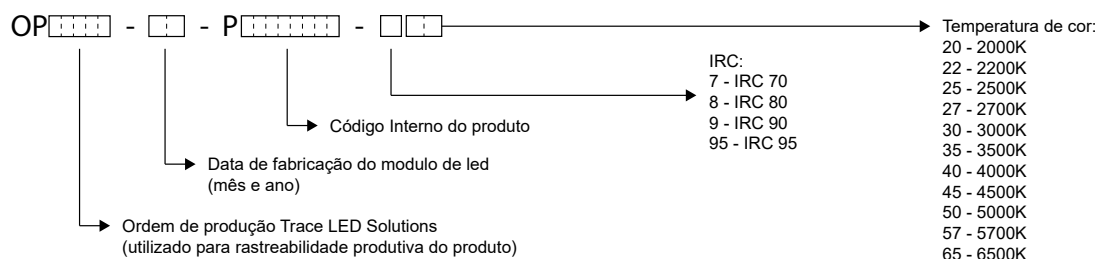 OP - - P -
Temperatura de cor:
20 - 2000K
22 - 2200K
25 - 2500K
27 - 2700K
30 - 3000K
35 - 3500K
40 - 4000K
45 - 4500K
50 - 5000K
57 - 5700K
65 - 6500K
IRC:
7 - IRC 70
8 - IRC 80
9 - IRC 90
95 - IRC 95
Código Interno do produto
Data de fabricação do modulo de led
(mês e ano)
Ordem de produção Trace LED Solutions
(utilizado para rastreabilidade produtiva do produto)